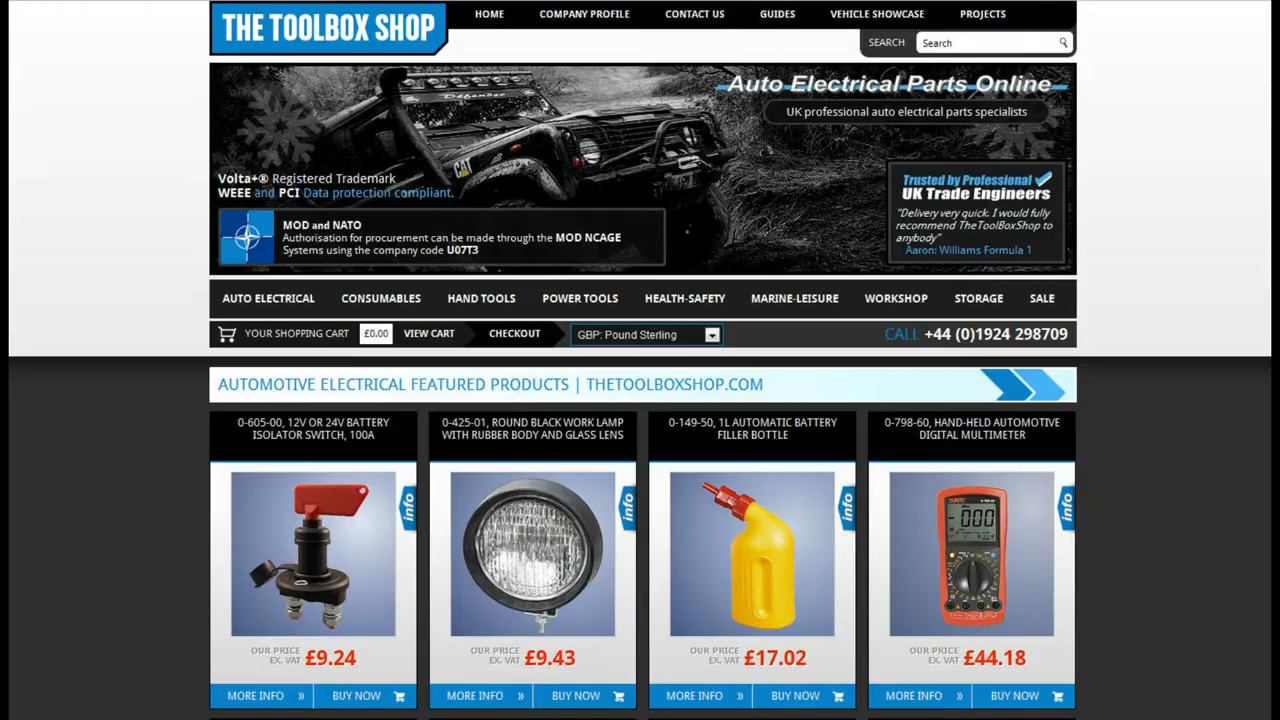 THE TOOLBOX SHOP
HOME COMPANY PROFILE CONTACT US GUIDES VEHICLE SHOWCASE PROJECTS
SEARCH Search
Auto Electrical Parts Online
UK professional auto electrical parts specialists
Defender
CAT
Volta+® Registered Trademark
WEEE and PCI Data protection compliant.
MOD and NATO
Authorisation for procurement can be made through the MOD NCAGE
Systems using the company code U07T3
Trusted by Professional
UK Trade Engineers
"Delivery very quick. I would fully
recommend TheToolBoxShop to
anybody"
Aaron: Williams Formula 1
AUTO ELECTRICAL CONSUMABLES HAND TOOLS POWER TOOLS HEALTH-SAFETY MARINE-LEISURE WORKSHOP STORAGE SALE
YOUR SHOPPING CART £0.00 VIEW CART CHECKOUT GBP: Pound Sterling CALL +44 (0)1924 298709
AUTOMOTIVE ELECTRICAL FEATURED PRODUCTS | THETOOLBOXSHOP.COM
0-605-00, 12V OR 24V BATTERY
ISOLATOR SWITCH, 100A
info
OUR PRICE
EX. VAT £9.24
MORE INFO » BUY NOW
0-425-01, ROUND BLACK WORK LAMP
WITH RUBBER BODY AND GLASS LENS
info
OUR PRICE
EX. VAT £9.43
MORE INFO » BUY NOW
0-149-50, 1L AUTOMATIC BATTERY
FILLER BOTTLE
info
OUR PRICE
EX. VAT £17.02
MORE INFO » BUY NOW
0-798-60, HAND-HELD AUTOMOTIVE
DIGITAL MULTIMETER
000
info
OUR PRICE
EX. VAT £44.18
MORE INFO » BUY NOW